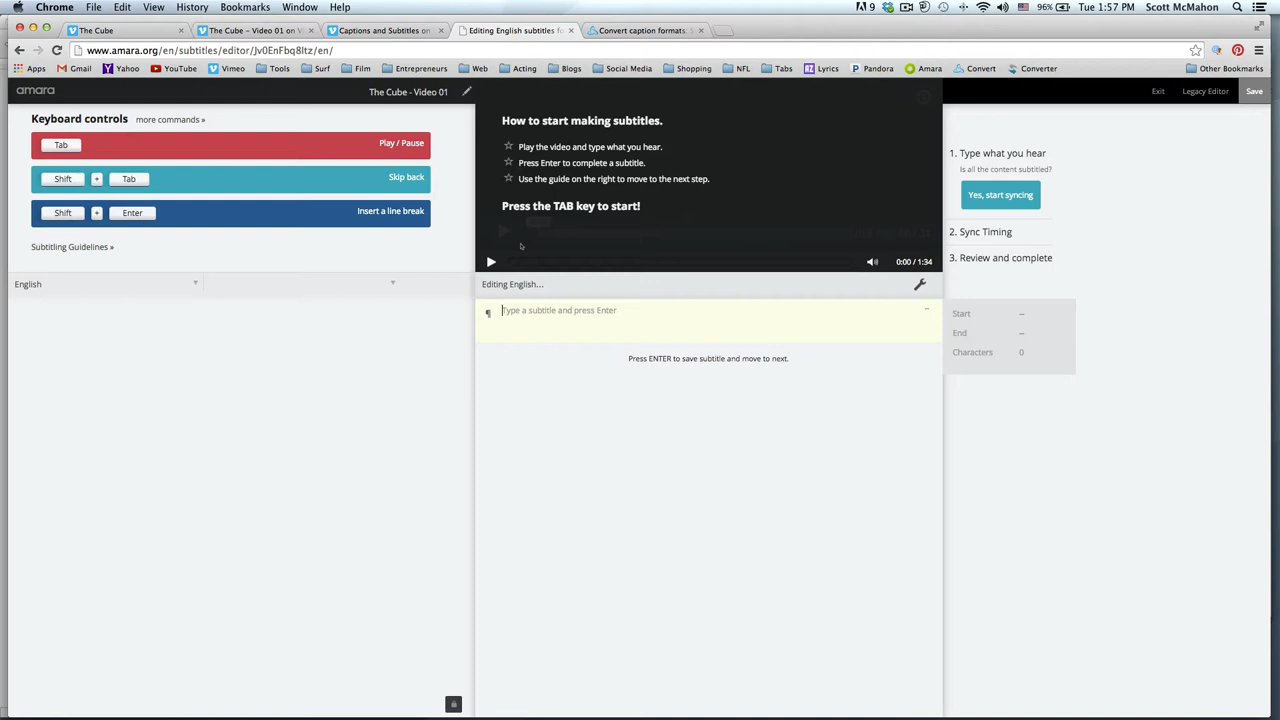 Chrome File Edit View History Bookmarks Window Help 9 96% Tue 1:57 PM Scott McMahon
The Cube
The Cube – Video 01 on V
Captions and Subtitles on
Editing English subtitles fo
Convert caption formats: S
www.amara.org/en/subtitles/editor/Jv0EnFbq8Itz/en/
Apps Gmail Yahoo YouTube Vimeo Tools Surf Film Entrepreneurs Web Acting Blogs Social Media Shopping NFL Tabs Lyrics Pandora Amara Convert Converter Other Bookmarks
amara The Cube - Video 01 Exit Legacy Editor Save
Keyboard controls more commands »
Tab Play / Pause
Shift + Tab Skip back
Shift + Enter Insert a line break
Subtitling Guidelines »
How to start making subtitles.
Play the video and type what you hear.
Press Enter to complete a subtitle.
Use the guide on the right to move to the next step.
Press the TAB key to start!
0:00 / 1:34
1. Type what you hear
Is all the content subtitled?
Yes, start syncing
2. Sync Timing
3. Review and complete
English
Editing English...
¶ Type a subtitle and press Enter –
Press ENTER to save subtitle and move to next.
Start –
End –
Characters 0